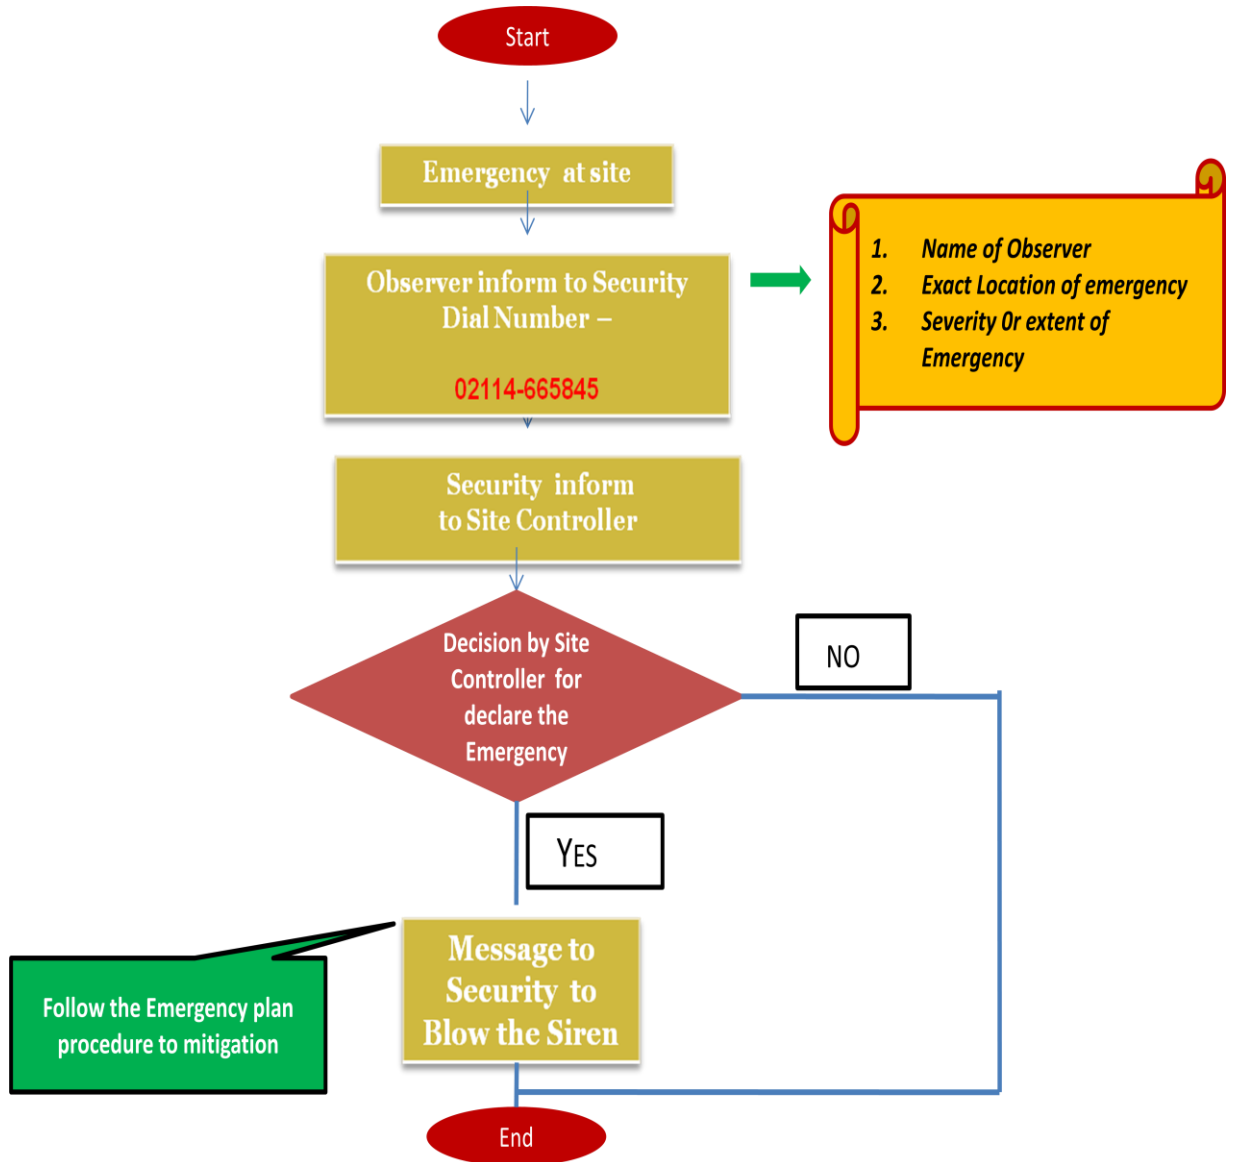 Start
Emergency at site
Observer inform to Security
Dial Number –
02114-665845
1. Name of Observer
2. Exact Location of emergency
3. Severity 0r extent of
Emergency
Security inform
to Site Controller
Decision by Site
Controller for
declare the
Emergency
NO
YES
Message to
Security to
Blow the Siren
Follow the Emergency plan
procedure to mitigation
End